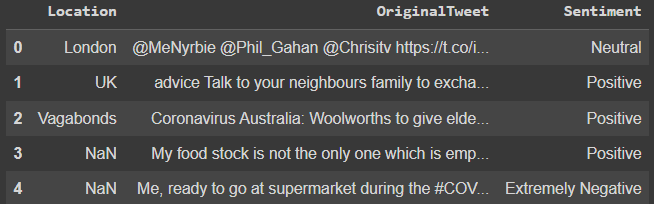 Location OriginalTweet Sentiment
0 London @MeNyrbie @Phil_Gahan @Chrisitv https://t.co/i... Neutral
1 UK advice Talk to your neighbours family to excha... Positive
2 Vagabonds Coronavirus Australia: Woolworths to give elde... Positive
3 NaN My food stock is not the only one which is emp... Positive
4 NaN Me, ready to go at supermarket during the #COV... Extremely Negative